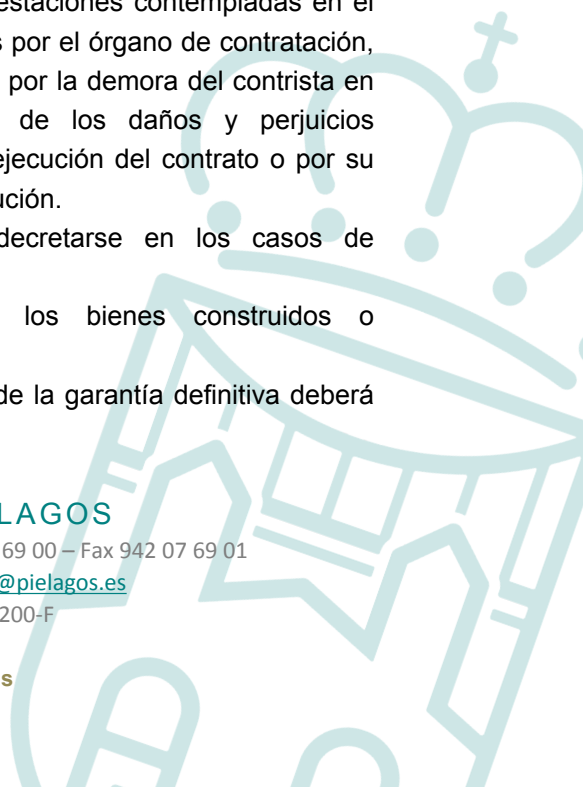 estaciones contempladas en el
s por el órgano de contratación,
por la demora del contrista en
de los daños y perjuicios
ejecución del contrato o por su
ución.
decretarse en los casos de
los bienes construidos o
de la garantía definitiva deberá
LAGOS
69 00 – Fax 942 07 69 01
@pielagos.es
200-F
s